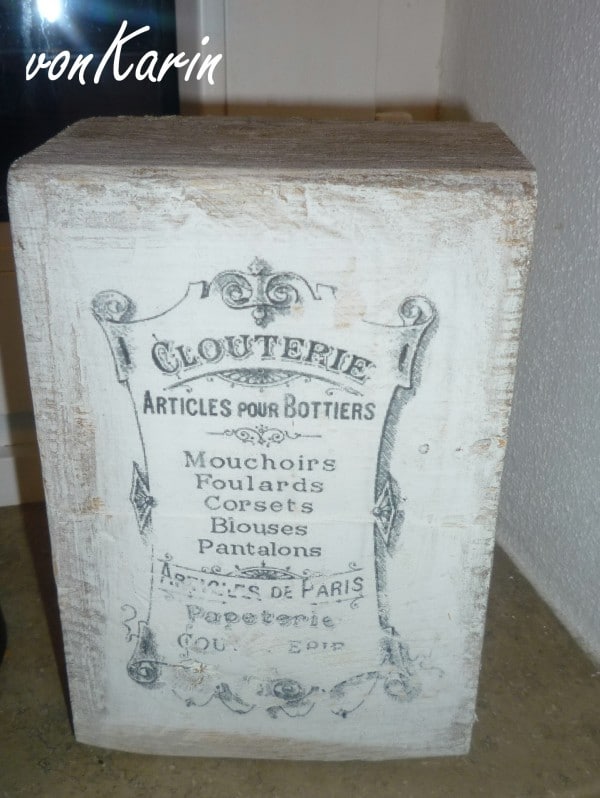 vonKarin
CLOUTERIE
ARTICLES POUR BOTTIERS
Mouchoirs
Foulards
Corsets
Blouses
Pantalons
ARTICLES DE PARIS
Papeterie